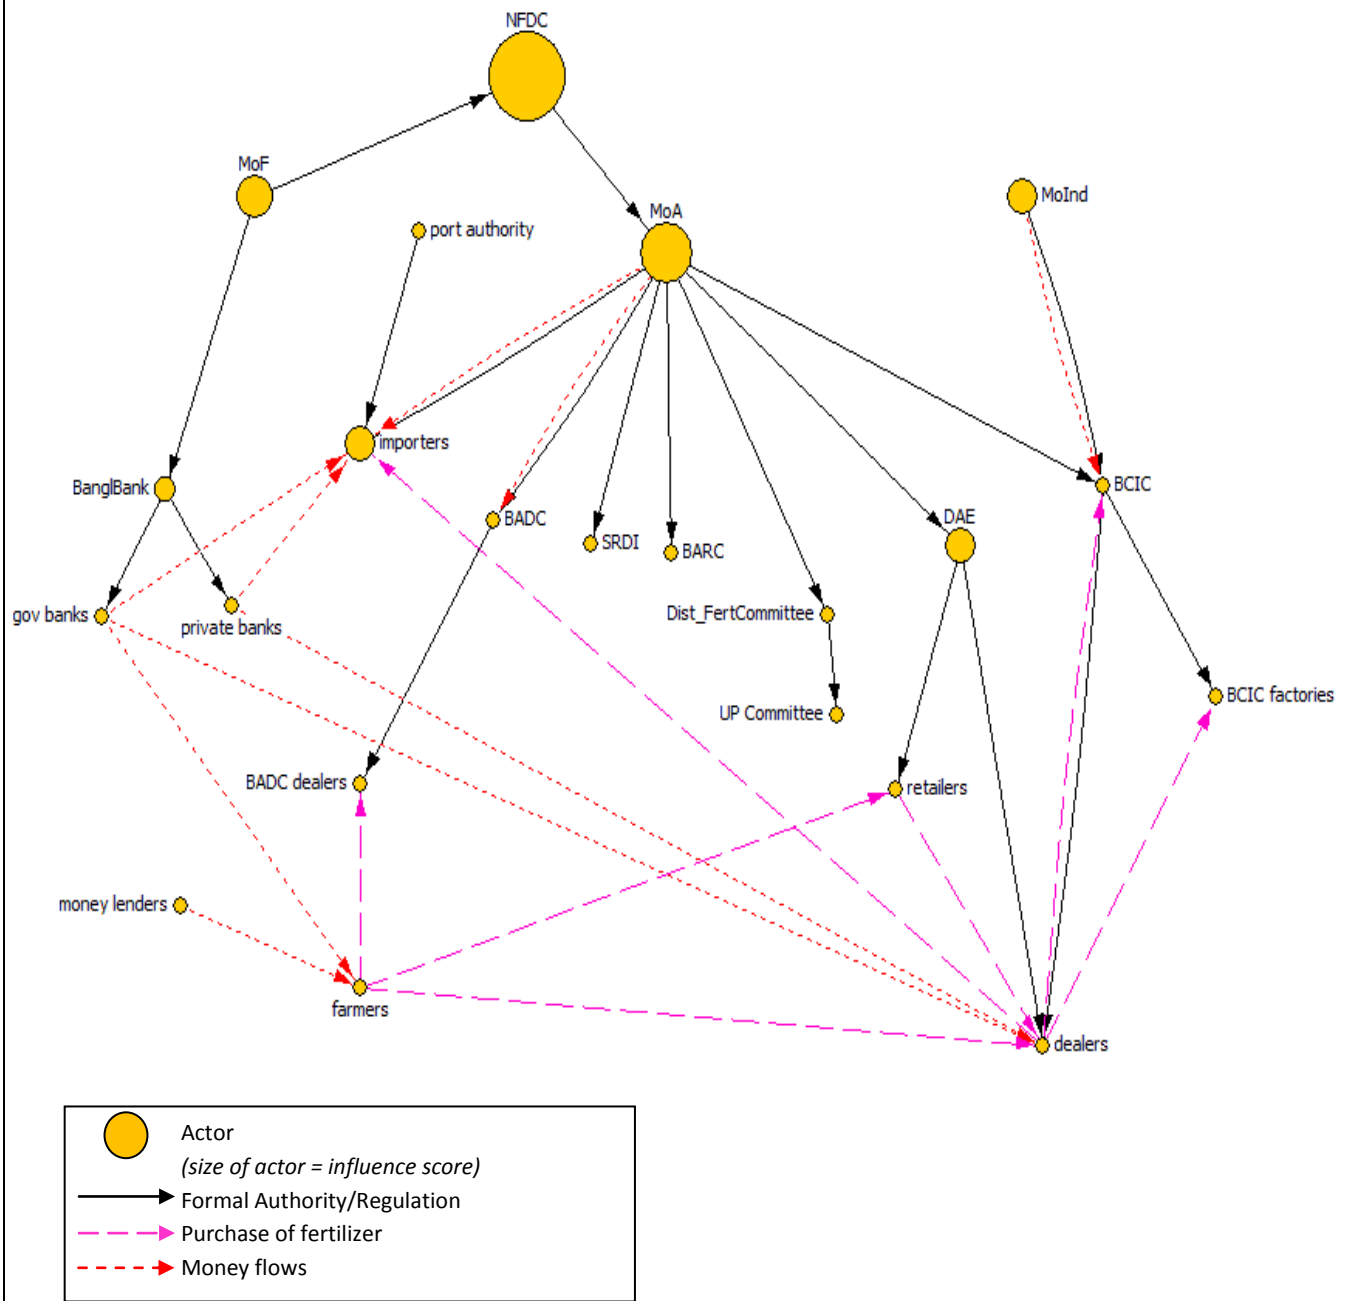 NFDC
MoF
MoInd
MoA
port authority
importers
BanglBank
BCIC
BADC
DAE
SRDI
BARC
gov banks
private banks
Dist_FertCommittee
BCIC factories
UP Committee
BADC dealers
retailers
money lenders
farmers
dealers
Actor
(size of actor = influence score)
Formal Authority/Regulation
Purchase of fertilizer
Money flows